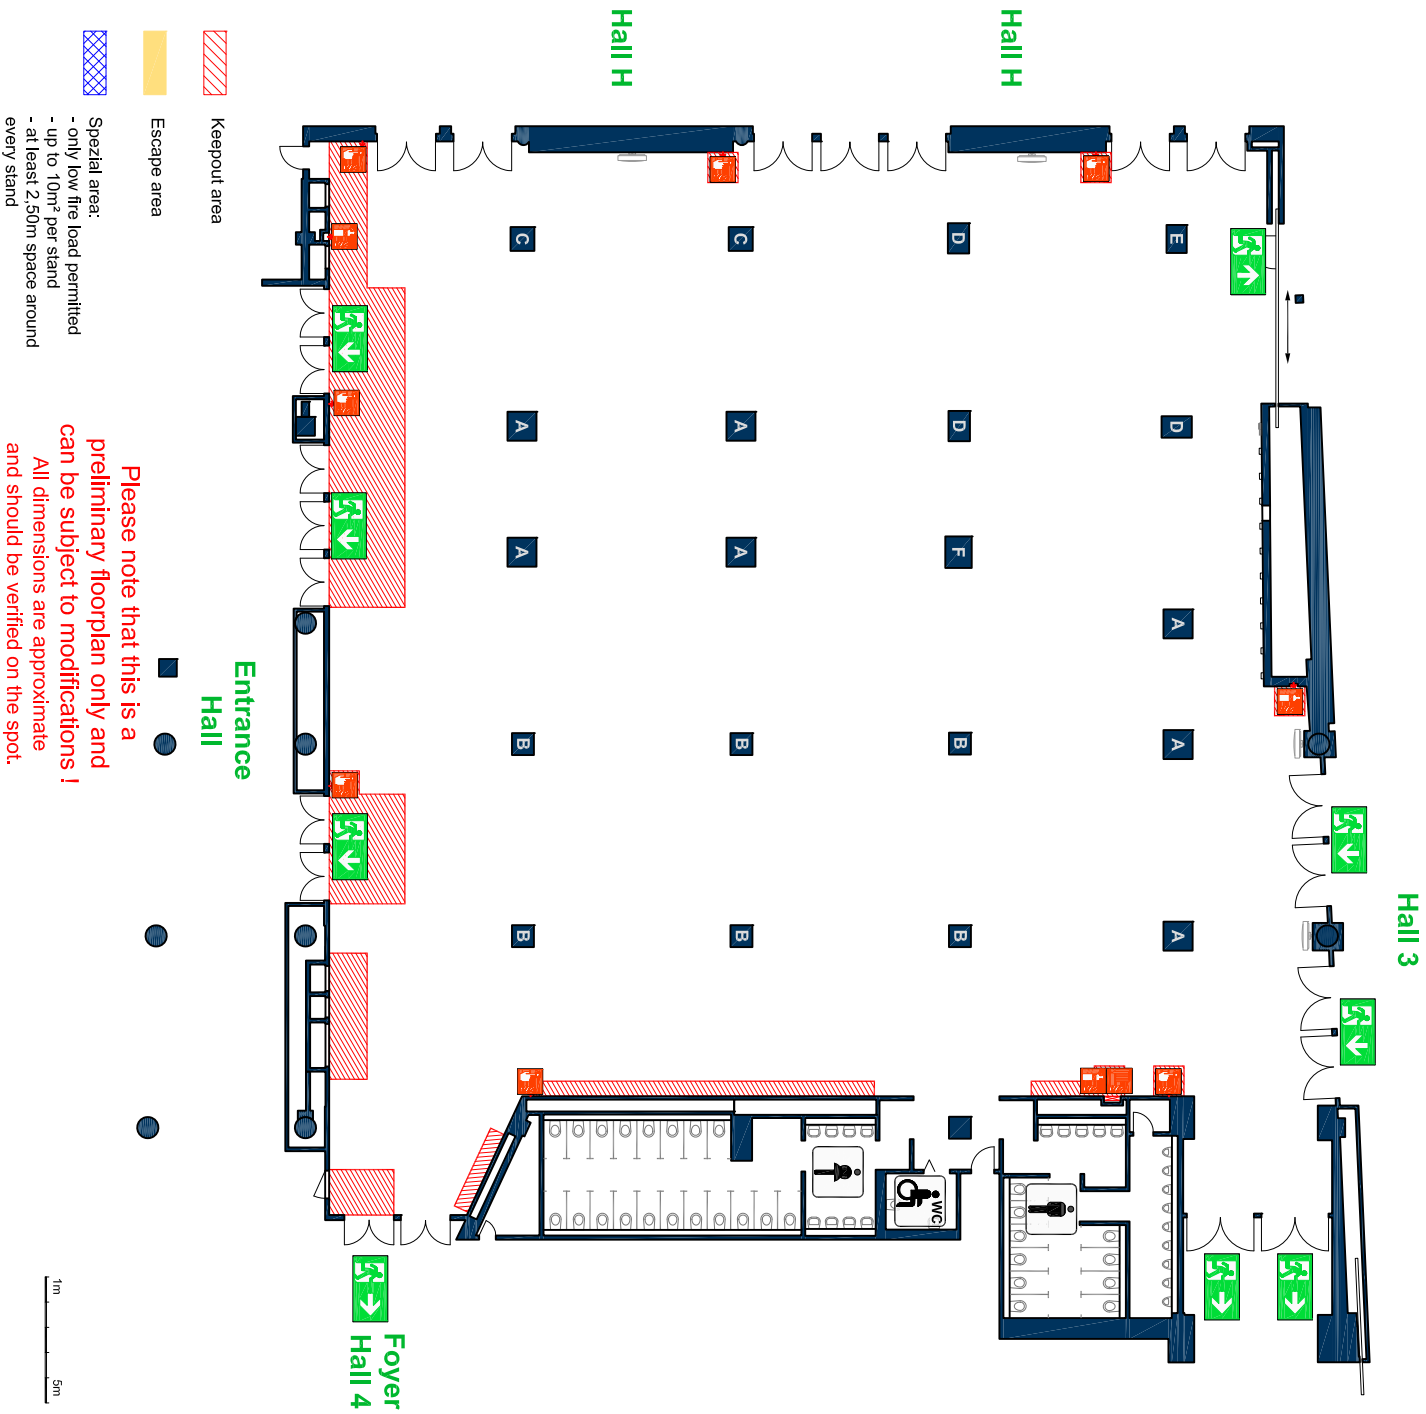 Hall 3
E
D
A
A
A
Hall H
D
D
F
B
B
WC
C
A
A
B
B
Hall H
C
A
A
B
B
Foyer
Hall 4
Entrance
Hall
Keepout area
Escape area
Spezial area:
- only low fire load permitted
- up to 10m² per stand
- at least 2,50m space around
every stand
Please note that this is a
preliminary floorplan only and
can be subject to modifications !
All dimensions are approximate
and should be verified on the spot.
1m 5m